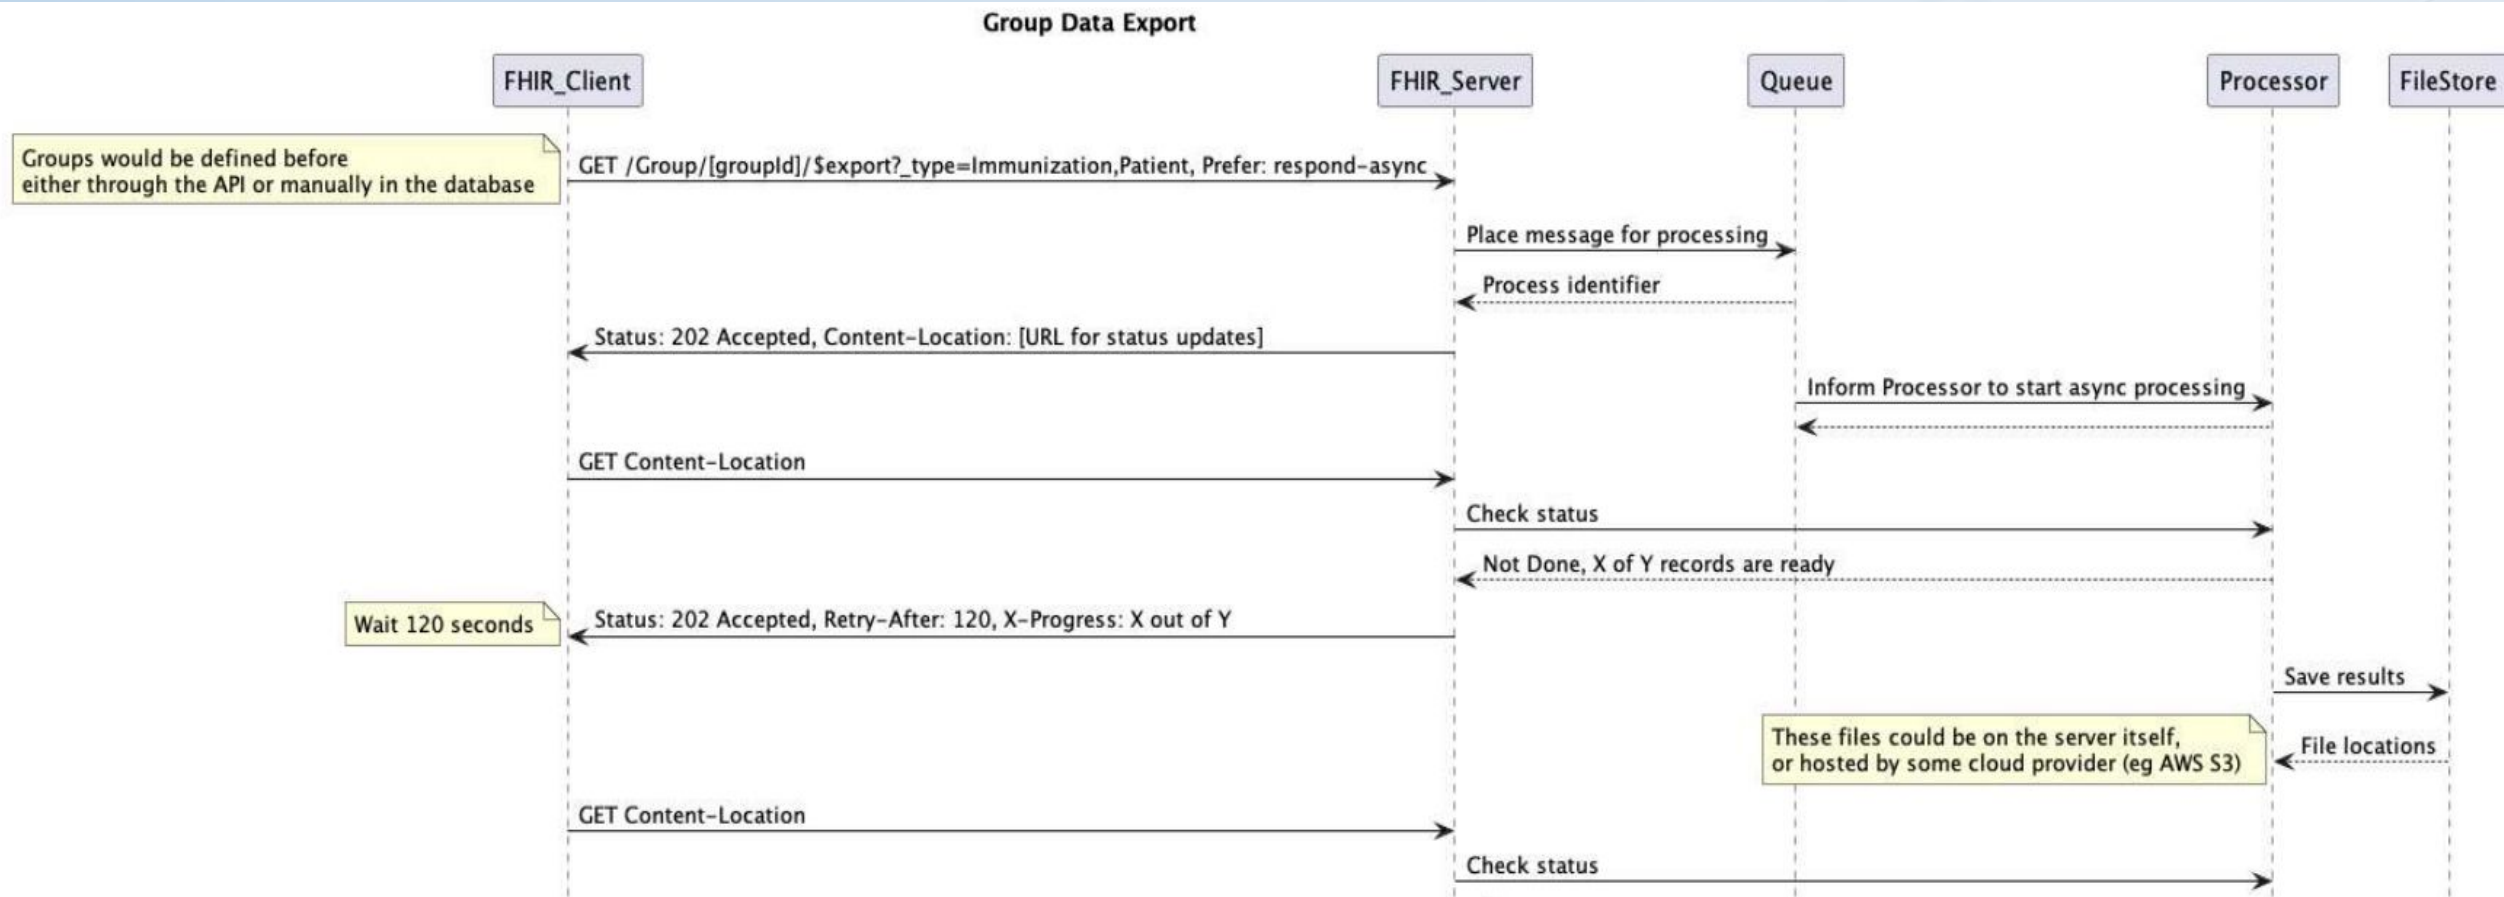 Group Data Export
FHIR_Client
FHIR_Server
Queue
Processor
FileStore
Groups would be defined before
either through the API or manually in the database
GET /Group/[groupId]/$export?_type=Immunization,Patient, Prefer: respond-async
Place message for processing
Process identifier
Status: 202 Accepted, Content-Location: [URL for status updates]
Inform Processor to start async processing
GET Content-Location
Check status
Not Done, X of Y records are ready
Wait 120 seconds
Status: 202 Accepted, Retry-After: 120, X-Progress: X out of Y
Save results
These files could be on the server itself,
or hosted by some cloud provider (eg AWS S3)
File locations
GET Content-Location
Check status